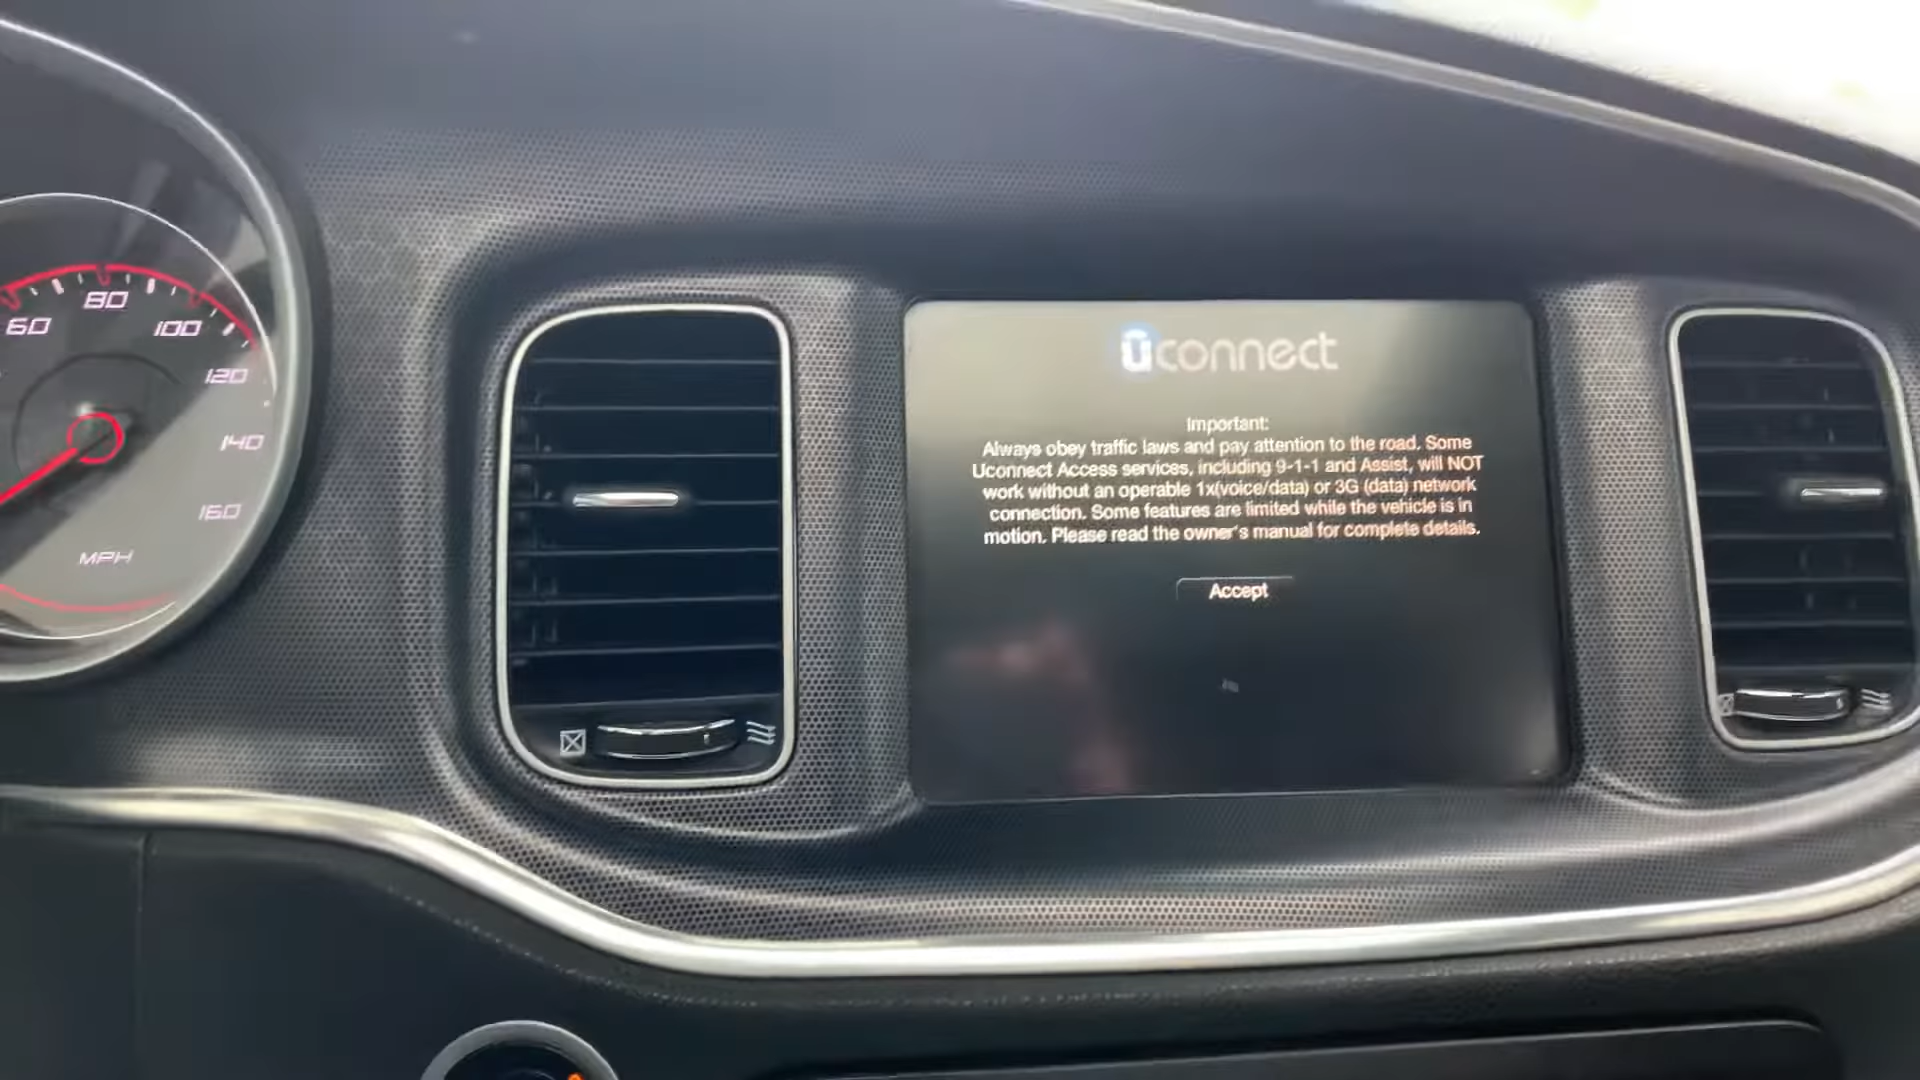 60
80
100
120
140
160
MPH
uconnect
Important:
Always obey traffic laws and pay attention to the road. Some
Uconnect Access services, including 9-1-1 and Assist, will NOT
work without an operable 1x(voice/data) or 3G (data) network
connection. Some features are limited while the vehicle is in
motion. Please read the owner's manual for complete details.
Accept